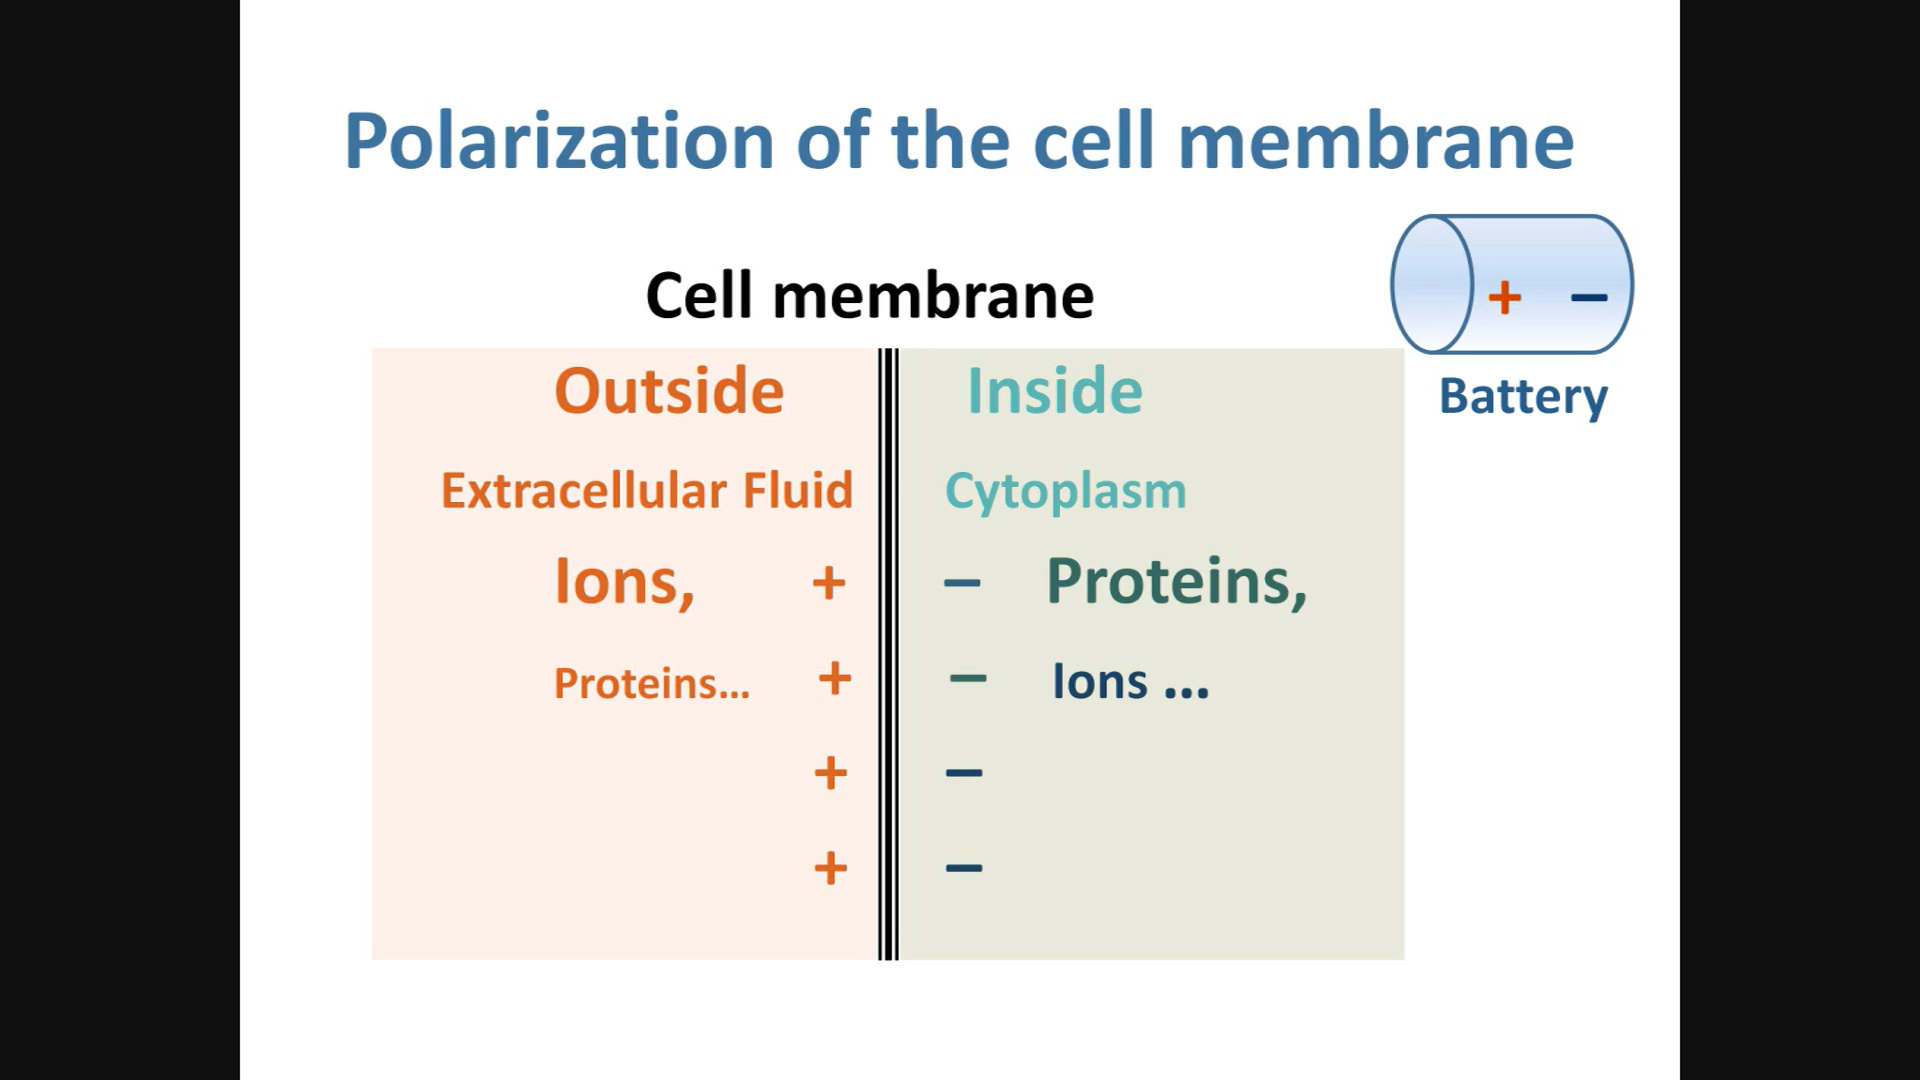 Polarization of the cell membrane
Cell membrane
+ –
Battery
Outside
Inside
Extracellular Fluid
Cytoplasm
Ions, +
– Proteins,
Proteins... +
– Ions ...
+ –
+ –